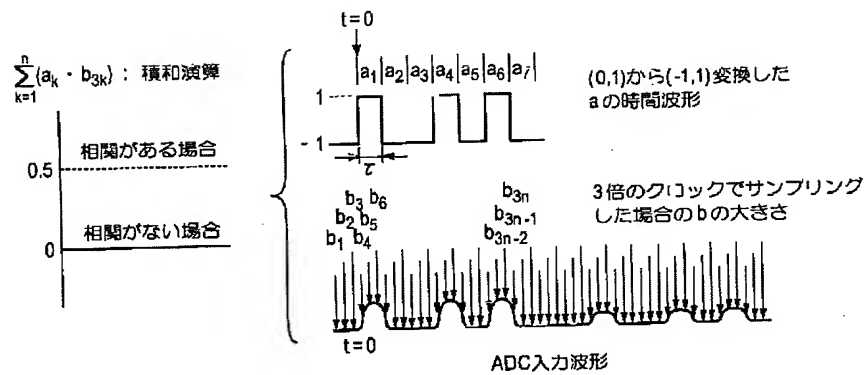 t=0
n
∑(aₖ・b₃ₖ) : 積和演算
k=1
a₁ a₂ a₃ a₄ a₅ a₆ a₇
(0,1)から(-1,1)変換した
aの時間波形
1
-1
τ
0.5
相関がある場合
相関がない場合
0
b₃ b₆
b₂ b₅
b₁ b₄
b₃ₙ
b₃ₙ₋₁
b₃ₙ₋₂
3倍のクロックでサンプリング
した場合のbの大きさ
t=0
ADC入力波形